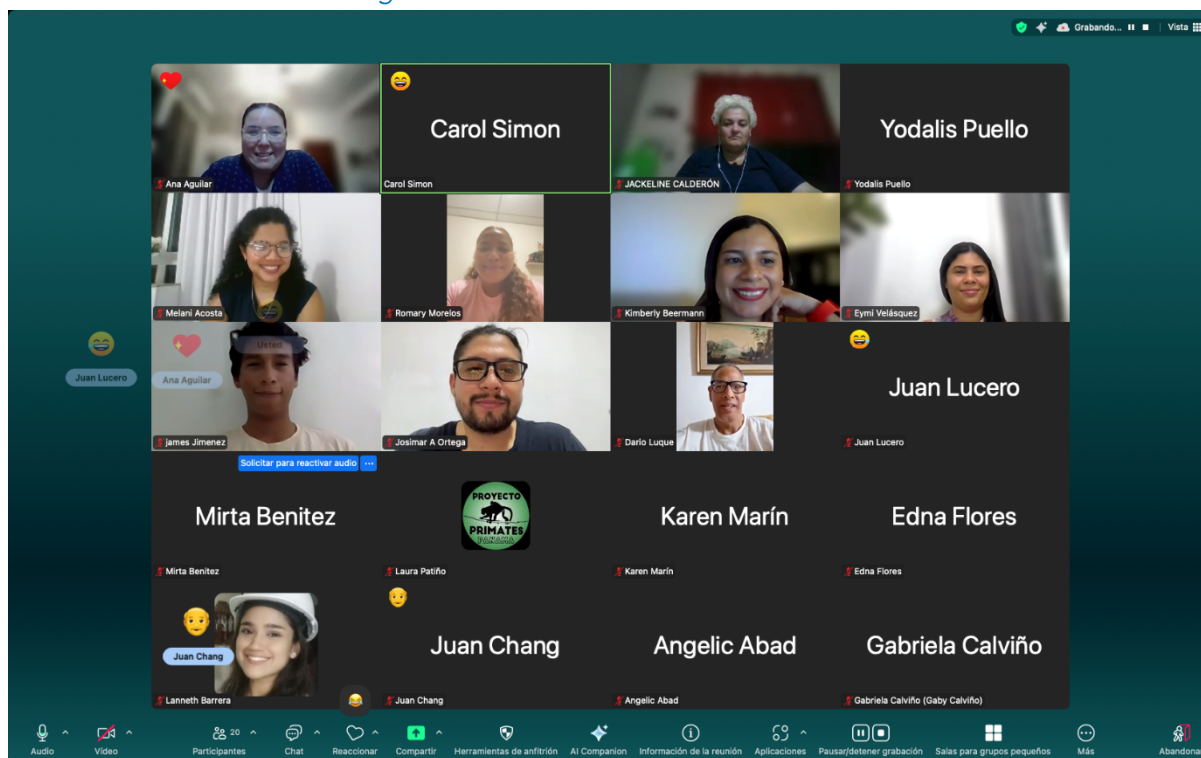 g
Grabando...
Vista
Ana Aguilar
Carol Simon
Carol Simon
JACKELINE CALDERÓN
Yodalis Puello
Yodalis Puello
Melani Acosta
Romary Morelos
Kimberly Beermann
Eymi Velásquez
Juan Lucero
Ana Aguilar
Usted
james Jimenez
Josimar A Ortega
Dario Luque
Juan Lucero
Juan Lucero
Solicitar para reactivar audio ...
Mirta Benitez
Mirta Benitez
PROYECTO
PRIMATES
PANAMA
Laura Patiño
Karen Marín
Karen Marín
Edna Flores
Edna Flores
Juan Chang
Lanneth Barrera
Juan Chang
Juan Chang
Angelic Abad
Angelic Abad
Gabriela Calviño
Gabriela Calviño (Gaby Calviño)
20
Audio
Vídeo
Participantes
Chat
Reaccionar
Compartir
Herramientas de anfitrión
AI Companion
Información de la reunión
Aplicaciones
Pausar/detener grabación
Salas para grupos pequeños
Más
Abandonar